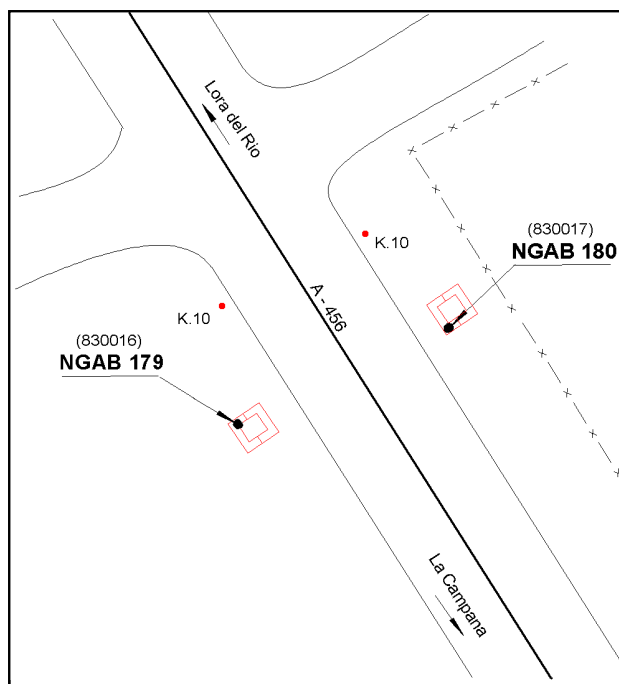 Lora del Rio
(830017)
NGAB 180
K.10
A - 456
K.10
(830016)
NGAB 179
La Campana